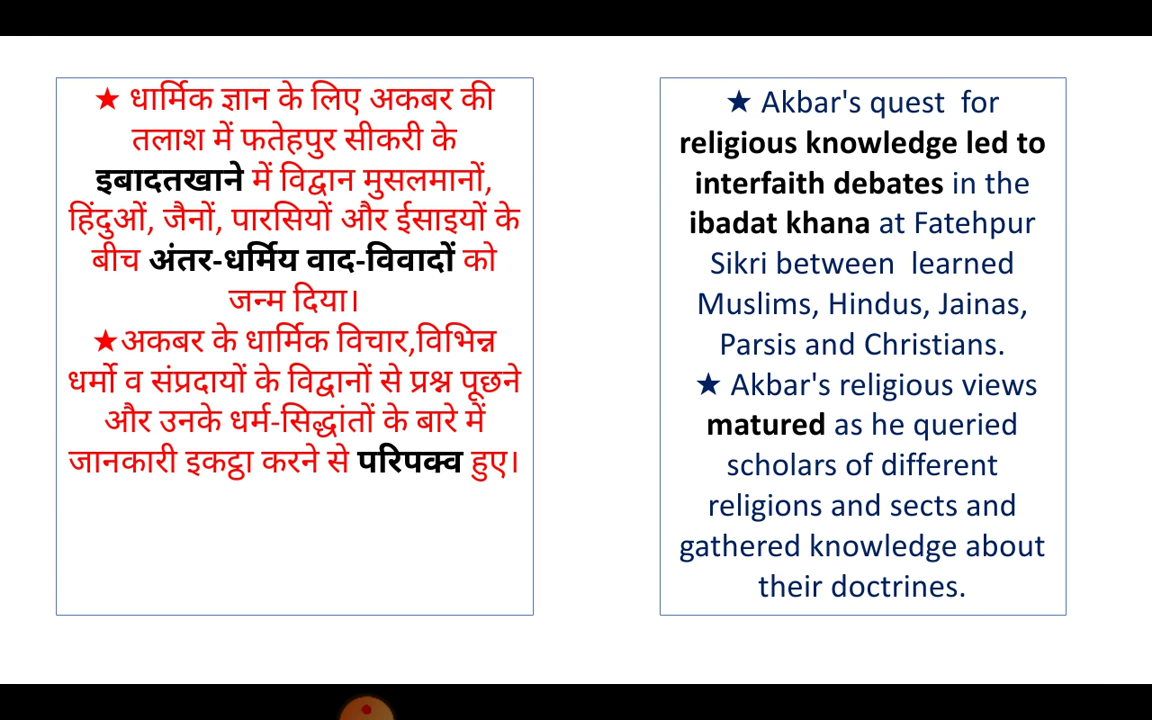 ★ धार्मिक ज्ञान के लिए अकबर की
तलाश में फतेहपुर सीकरी के
इबादतखाने में विद्वान मुसलमानों,
हिंदुओं, जैनों, पारसियों और ईसाइयों के
बीच अंतर-धर्मिय वाद-विवादों को
जन्म दिया।
★अकबर के धार्मिक विचार,विभिन्न
धर्मो व संप्रदायों के विद्वानों से प्रश्न पूछने
और उनके धर्म-सिद्धांतों के बारे में
जानकारी इकट्ठा करने से परिपक्व हुए।
★ Akbar's quest for
religious knowledge led to
interfaith debates in the
ibadat khana at Fatehpur
Sikri between learned
Muslims, Hindus, Jainas,
Parsis and Christians.
★ Akbar's religious views
matured as he queried
scholars of different
religions and sects and
gathered knowledge about
their doctrines.